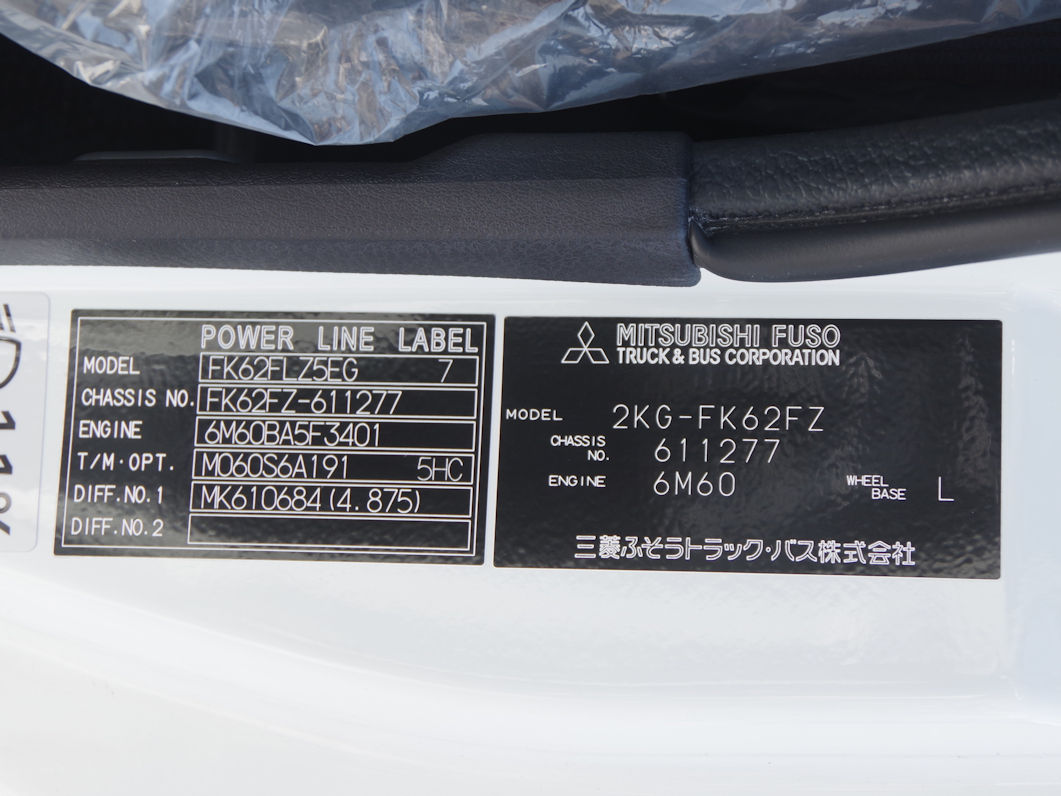 POWER LINE LABEL
MODEL FK62FLZ5EG 7
CHASSIS NO. FK62FZ-611277
ENGINE 6M60BA5F3401
T/M・OPT. M060S6A191 5HC
DIFF.NO.1 MK610684(4.875)
DIFF.NO.2
MITSUBISHI FUSO
TRUCK & BUS CORPORATION
MODEL 2KG-FK62FZ
CHASSIS NO. 611277
ENGINE 6M60 WHEEL BASE L
三菱ふそうトラック・バス株式会社